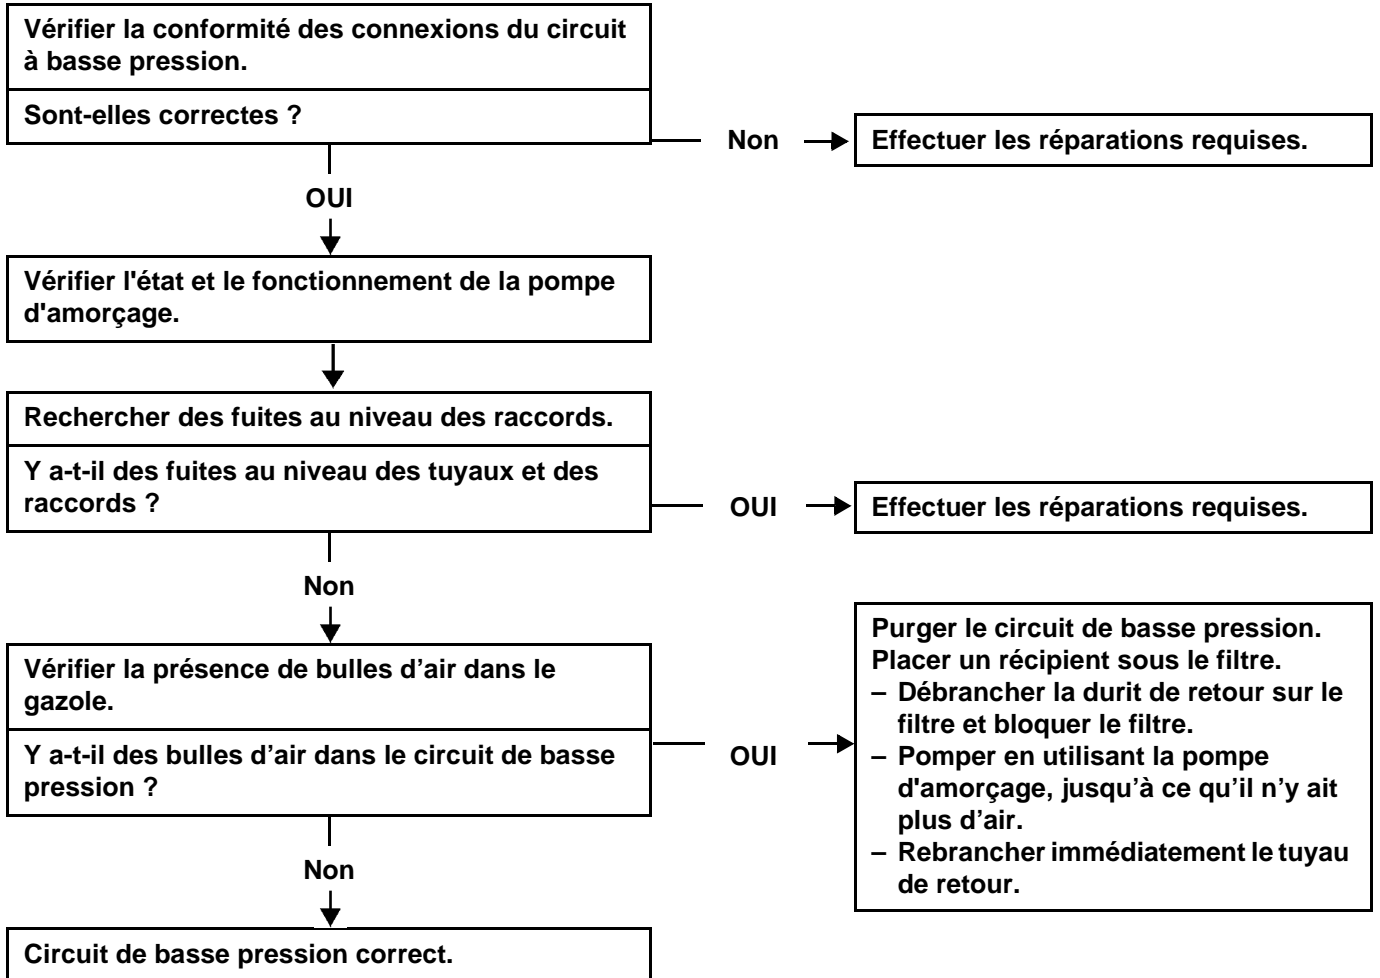 Vérifier la conformité des connexions du circuit
à basse pression.
Sont-elles correctes ?
Non
Effectuer les réparations requises.
OUI
Vérifier l'état et le fonctionnement de la pompe
d'amorçage.
Rechercher des fuites au niveau des raccords.
Y a-t-il des fuites au niveau des tuyaux et des
raccords ?
OUI
Effectuer les réparations requises.
Non
Vérifier la présence de bulles d’air dans le
gazole.
Y a-t-il des bulles d’air dans le circuit de basse
pression ?
OUI
Purger le circuit de basse pression.
Placer un récipient sous le filtre.
– Débrancher la durit de retour sur le
filtre et bloquer le filtre.
– Pomper en utilisant la pompe
d'amorçage, jusqu’à ce qu’il n’y ait
plus d’air.
– Rebrancher immédiatement le tuyau
de retour.
Non
Circuit de basse pression correct.